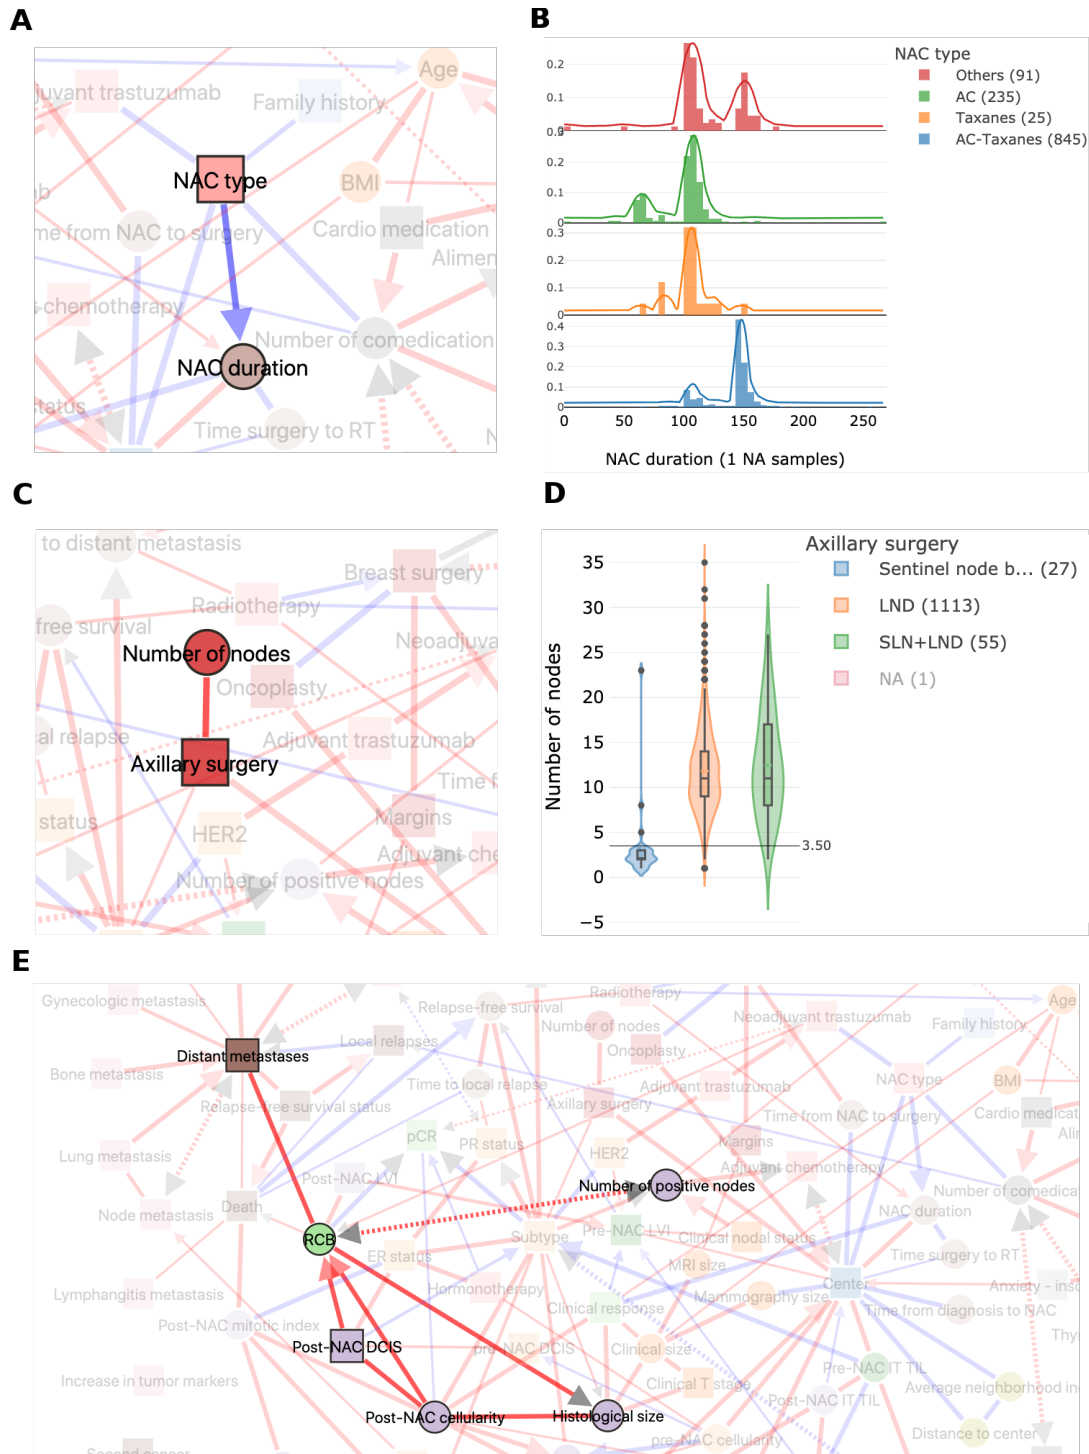 A
Age
juvant trastuzumab
Family history
NAC type
BMI
me from NAC to surgery
Cardio medication
Alimen
chemotherapy
Number of comedication
NAC duration
status
Time surgery to RT
B
NAC type
Others (91)
AC (235)
Taxanes (25)
AC-Taxanes (845)
0.2
0.1
0
0.3
0.2
0.1
0
0.3
0.2
0.1
0
0.4
0.3
0.2
0.1
0
0 50 100 150 200 250
NAC duration (1 NA samples)
C
to distant metastasis
Breast surgery
Radiotherapy
free survival
Number of nodes
Neoadjuva
Oncoplasty
al relapse
Adjuvant trastuzumab
Axillary surgery
Time f
status
HER2
Margins
Adjuvant che
Number of positive nodes
D
Axillary surgery
Sentinel node b... (27)
LND (1113)
SLN+LND (55)
NA (1)
Number of nodes
35
30
25
20
15
10
5
0
−5
3.50
E
Gynecologic metastasis
Relapse-free survival
Radiotherapy
Age
Neoadjuvant trastuzumab
Family history
Number of nodes
Local relapses
Oncoplasty
Distant metastases
Bone metastasis
Time to local relapse
Adjuvant trastuzumab
NAC type
BMI
Relapse-free survival status
Axillary surgery
Time from NAC to surgery
Cardio medicat
Ali
pCR
PR status
HER2
Margins
Lung metastasis
Adjuvant chemotherapy
Post-NAC LVI
Number of positive nodes
Number of comedica
Node metastasis
Death
NAC duration
RCB
ER status
Subtype
Pre-NAC LVI
Clinical nodal status
Time surgery to RT
MRI size
Lymphangitis metastasis
Hormonotherapy
Mammography size
Center
Anxiety - inso
Clinical response
Time from diagnosis to NAC
Post-NAC mitotic index
Thy
Post-NAC DCIS
pre-NAC DCIS
Clinical size
Pre-NAC IT TIL
Increase in tumor markers
Clinical T stage
Post-NAC IT TIL
Average neighborhood in
Post-NAC cellularity
Histological size
Distance to center
pre-NAC cellularity
Second cancer